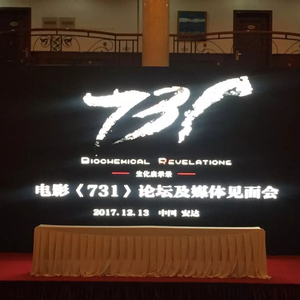 731
BIOCHEMICAL REVELATIONS
生化启示录
电影《731》论坛及媒体见面会
2017.12.13 中国 安达